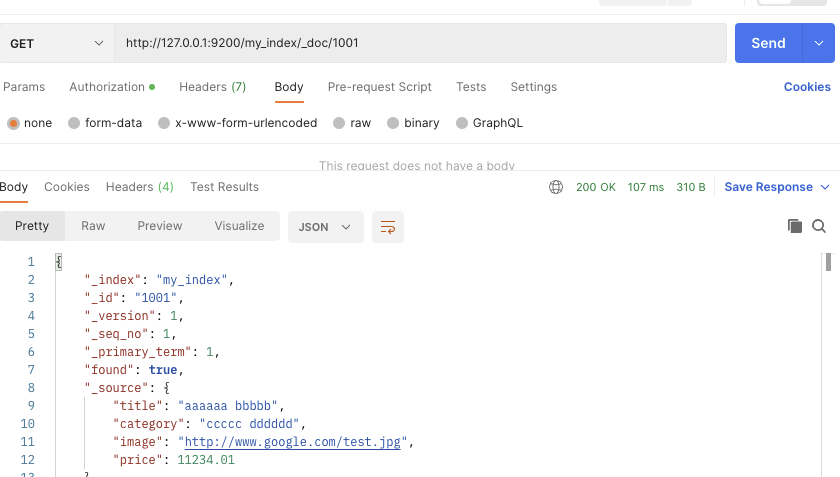 GET http://127.0.0.1:9200/my_index/_doc/1001 Send
Params Authorization Headers (7) Body Pre-request Script Tests Settings Cookies
none form-data x-www-form-urlencoded raw binary GraphQL
This request does not have a body
Body Cookies Headers (4) Test Results 200 OK 107 ms 310 B Save Response
Pretty Raw Preview Visualize JSON
1 {
2 "_index": "my_index",
3 "_id": "1001",
4 "_version": 1,
5 "_seq_no": 1,
6 "_primary_term": 1,
7 "found": true,
8 "_source": {
9 "title": "aaaaaa bbbbb",
10 "category": "ccccc dddddd",
11 "image": "http://www.google.com/test.jpg",
12 "price": 11234.01
13 }